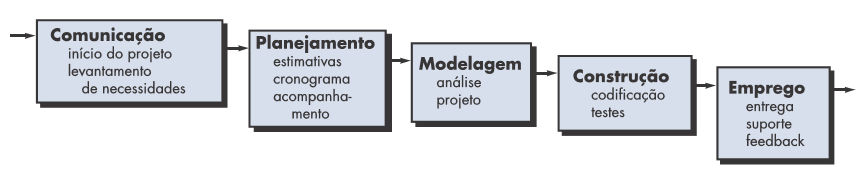 Comunicação
início do projeto
levantamento
de necessidades
Planejamento
estimativas
cronograma
acompanha-
mento
Modelagem
análise
projeto
Construção
codificação
testes
Emprego
entrega
suporte
feedback